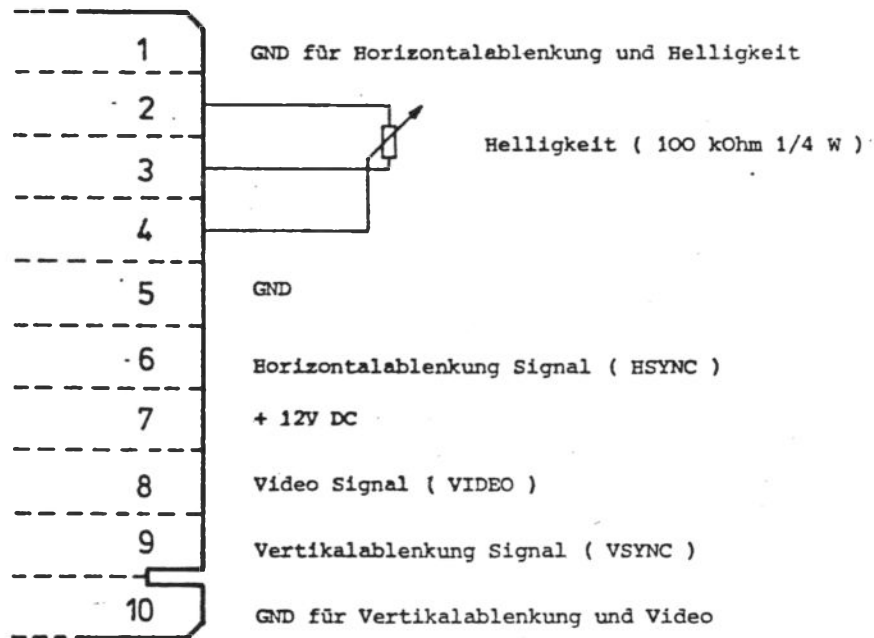 1 GND für Horizontalablenkung und Helligkeit
2
Helligkeit ( 100 kOhm 1/4 W )
3
4
5 GND
6 Horizontalablenkung Signal ( HSYNC )
7 + 12V DC
8 Video Signal ( VIDEO )
9 Vertikalablenkung Signal ( VSYNC )
10 GND für Vertikalablenkung und Video